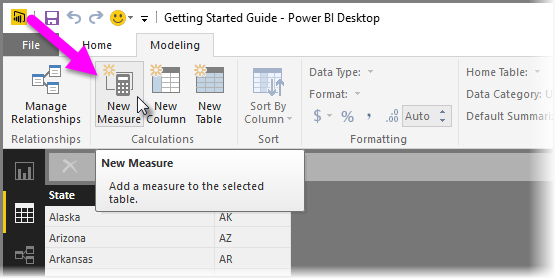 Getting Started Guide - Power BI Desktop
File Home Modeling
Manage Relationships
New Measure
New Column
New Table
Sort By Column
Data Type:
Format:
$ % , .00 Auto
Home Table:
Data Category: U
Default Summari
Relationships Calculations Sort Formatting
New Measure
Add a measure to the selected
table.
State
Alaska AK
Arizona AZ
Arkansas AR